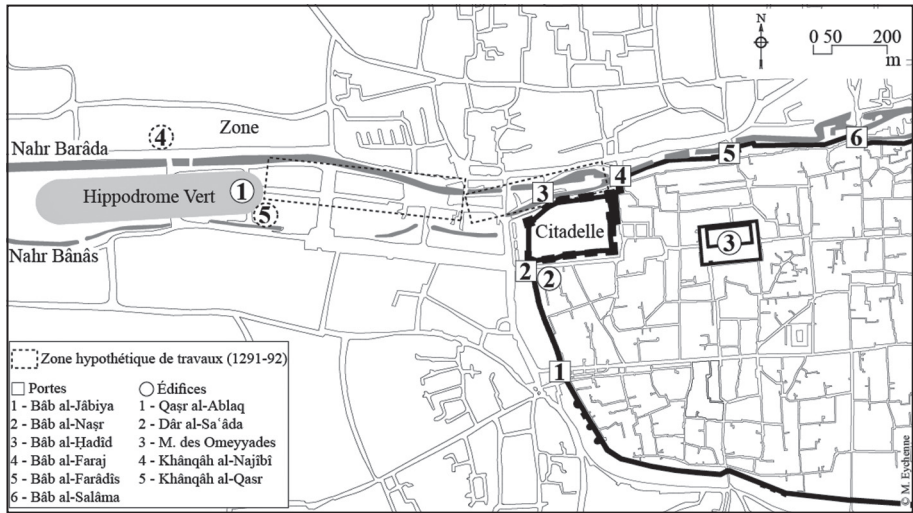 N
0 50 200
m
Zone
Nahr Barâda
4
Hippodrome Vert
1
5
Nahr Bânâs
3
4
5
6
Citadelle
3
2
2
1
Zone hypothétique de travaux (1291-92)
Portes
1 - Bâb al-Jâbiya
2 - Bâb al-Naṣr
3 - Bâb al-Ḥadîd
4 - Bâb al-Faraj
5 - Bâb al-Farâdîs
6 - Bâb al-Salâma
Édifices
1 - Qaṣr al-Ablaq
2 - Dâr al-Saʿâda
3 - M. des Omeyyades
4 - Khânqâh al-Najîbî
5 - Khânqâh al-Qasr
© M. Eychenne